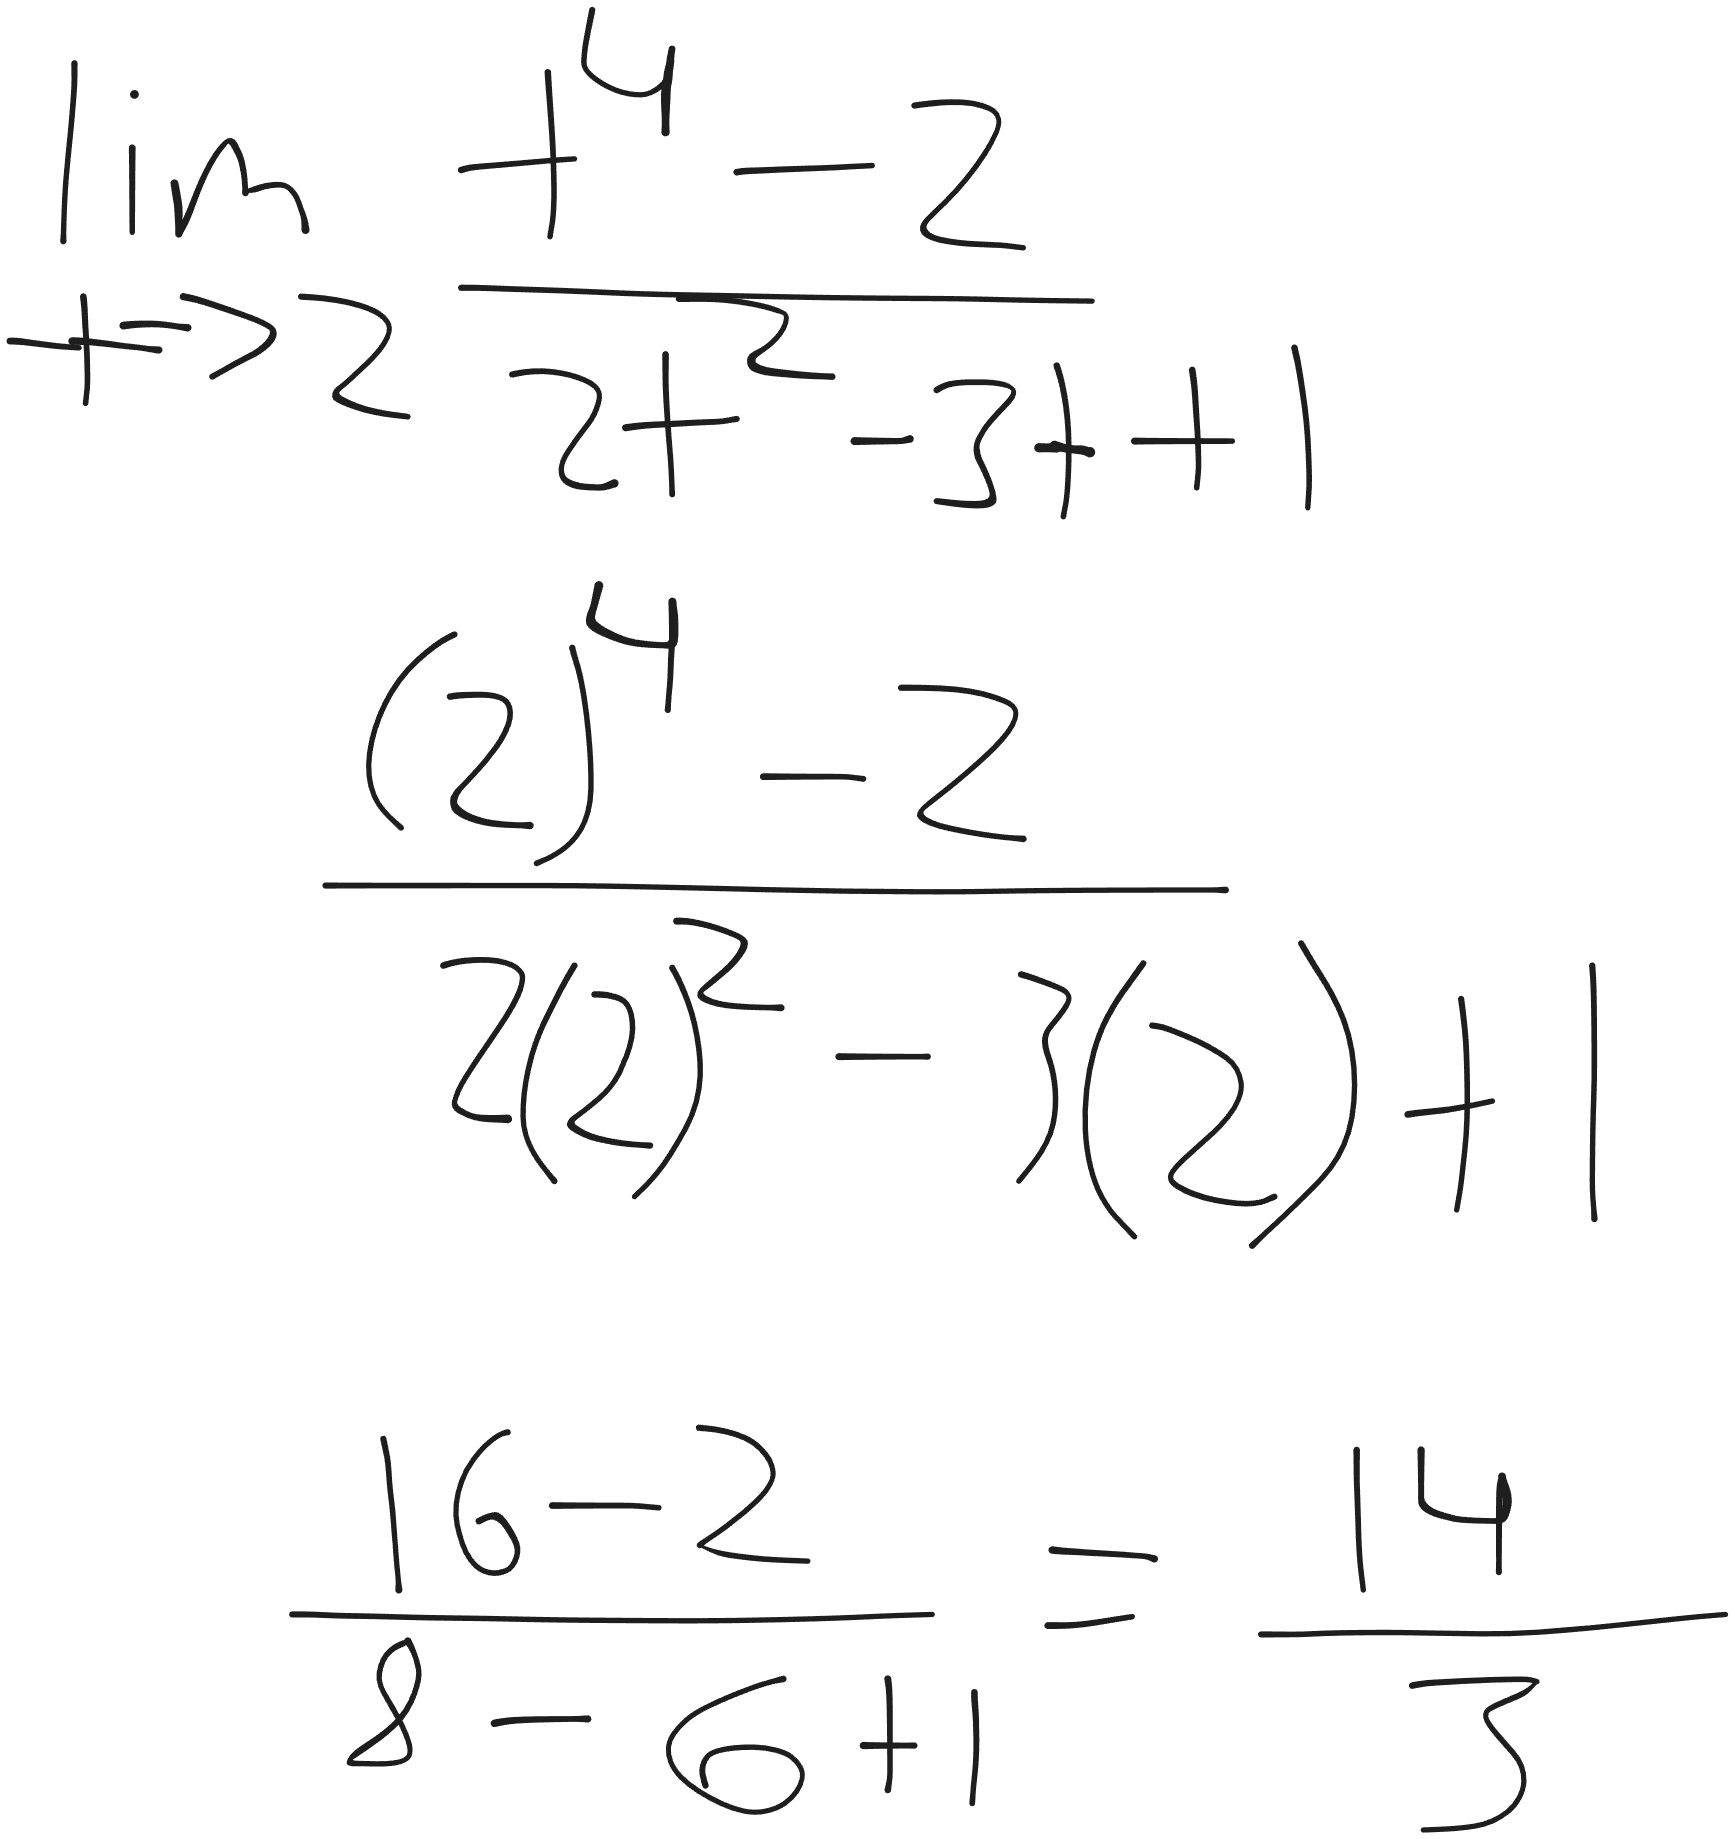 lim t⁴ - 2
t->2 2t² - 3t + 1
(2)⁴ - 2
2(2)² - 3(2) + 1
16 - 2 = 14
8 - 6 + 1 3